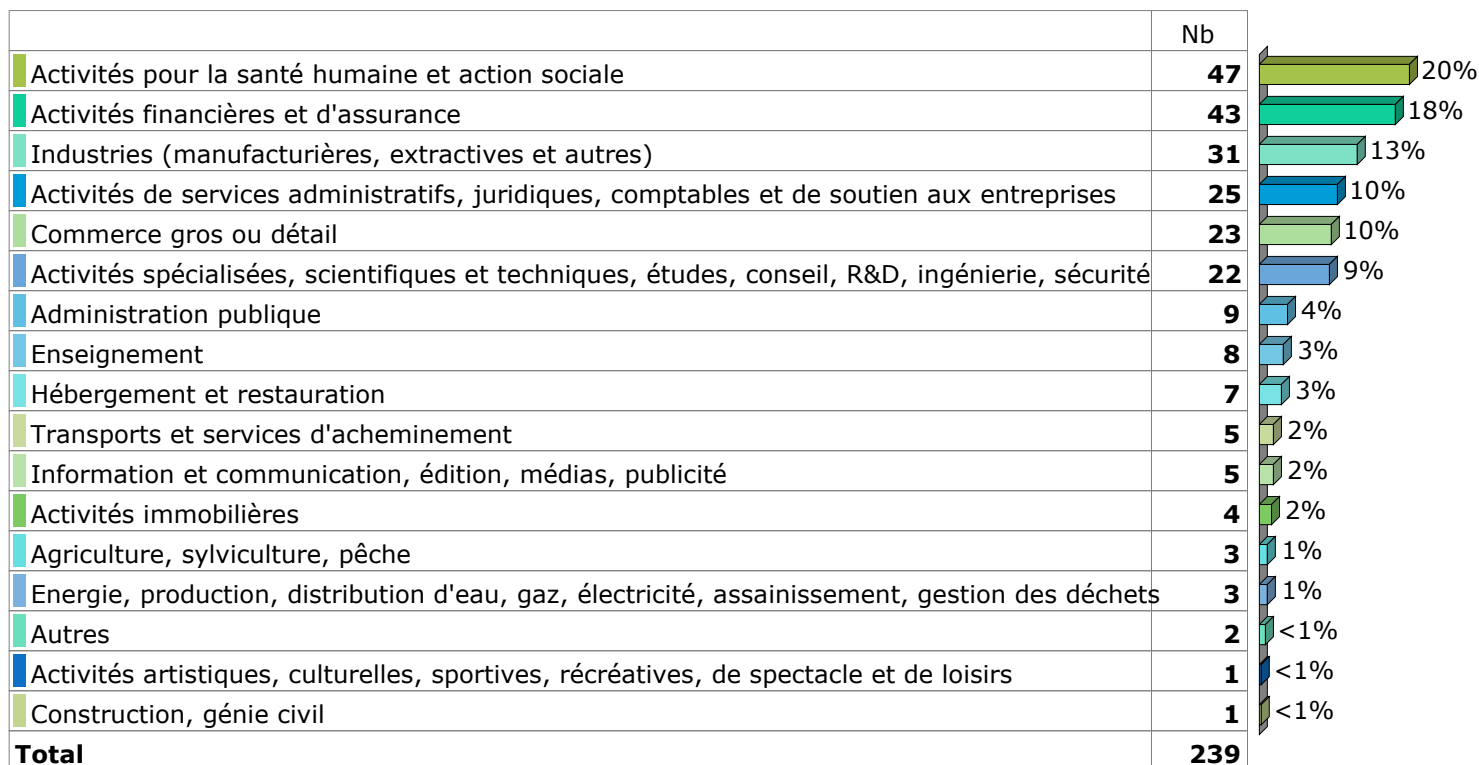 Nb
Activités pour la santé humaine et action sociale 47 20%
Activités financières et d'assurance 43 18%
Industries (manufacturières, extractives et autres) 31 13%
Activités de services administratifs, juridiques, comptables et de soutien aux entreprises 25 10%
Commerce gros ou détail 23 10%
Activités spécialisées, scientifiques et techniques, études, conseil, R&D, ingénierie, sécurité 22 9%
Administration publique 9 4%
Enseignement 8 3%
Hébergement et restauration 7 3%
Transports et services d'acheminement 5 2%
Information et communication, édition, médias, publicité 5 2%
Activités immobilières 4 2%
Agriculture, sylviculture, pêche 3 1%
Energie, production, distribution d'eau, gaz, électricité, assainissement, gestion des déchets 3 1%
Autres 2 <1%
Activités artistiques, culturelles, sportives, récréatives, de spectacle et de loisirs 1 <1%
Construction, génie civil 1 <1%
Total 239